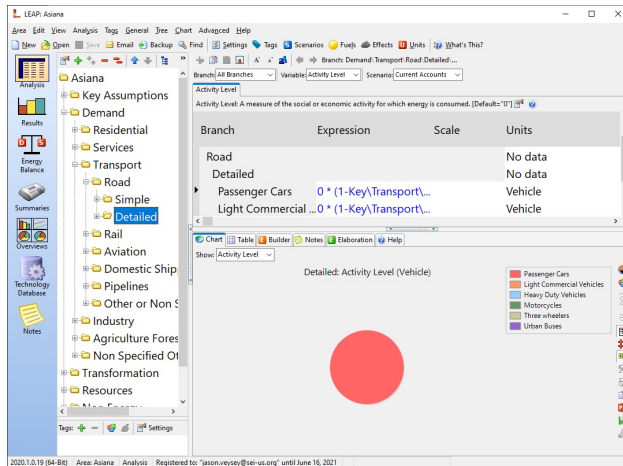 LEAP: Asiana
Area Edit View Analysis Tags General Tree Chart Advanced Help
New Open Save Email Backup Find Settings Scenarios Tags Fuels Effects Units What's This?
Branch: Demand\Transport\Road\Detailed\...
Branch: All Branches Variable: Activity Level Scenario: Current Accounts
Activity Level
Activity Level: A measure of the social or economic activity for which energy is consumed. [Default="0"]
Branch Expression Scale Units
Road No data
Detailed No data
Passenger Cars 0 * (1-Key\Transport\... Vehicle
Light Commercial ... 0 * (1-Key\Transport\... Vehicle
Analysis
Results
Energy Balance
Summaries
Overviews
Technology Database
Notes
Asiana
Key Assumptions
Demand
Residential
Services
Transport
Road
Simple
Detailed
Rail
Aviation
Domestic Ship
Pipelines
Other or Non S
Industry
Agriculture Fores
Non Specified Ot
Transformation
Resources
Tags: Settings
Chart Table Builder Notes Elaboration Help
Show: Activity Level
Detailed: Activity Level (Vehicle)
Passenger Cars
Light Commercial Vehicles
Heavy Duty Vehicles
Motorcycles
Three wheelers
Urban Buses
2020.1.0.19 (64-Bit) Area: Asiana Analysis Registered to: "jason.veysey@sei-us.org" until June 16, 2021